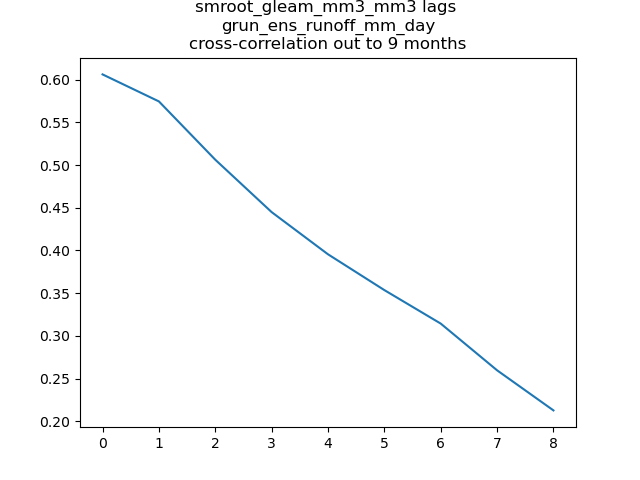 smroot_gleam_mm3_mm3 lags
grun_ens_runoff_mm_day
cross-correlation out to 9 months
0.60
0.55
0.50
0.45
0.40
0.35
0.30
0.25
0.20
0 1 2 3 4 5 6 7 8